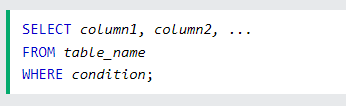 SELECT column1, column2, ...
FROM table_name
WHERE condition;